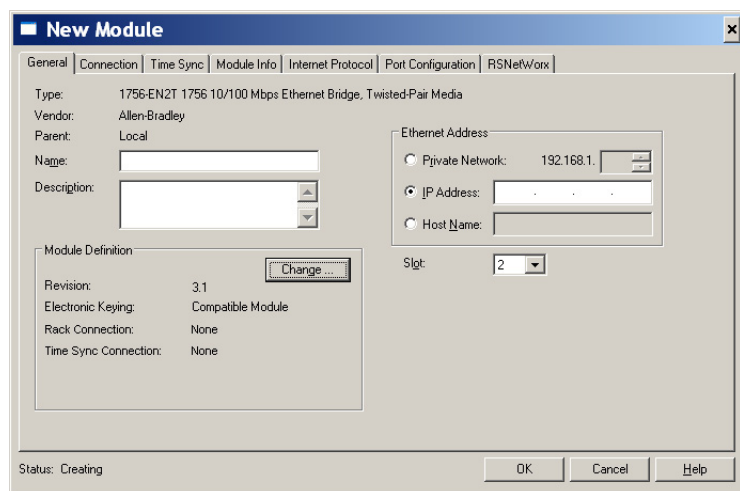 New Module
General Connection Time Sync Module Info Internet Protocol Port Configuration RSNetWorx
Type: 1756-EN2T 1756 10/100 Mbps Ethernet Bridge, Twisted-Pair Media
Vendor: Allen-Bradley
Parent: Local
Name:
Description:
Ethernet Address
Private Network: 192.168.1.
IP Address: . . .
Host Name:
Slot: 2
Module Definition
Change ...
Revision: 3.1
Electronic Keying: Compatible Module
Rack Connection: None
Time Sync Connection: None
Status: Creating
OK Cancel Help